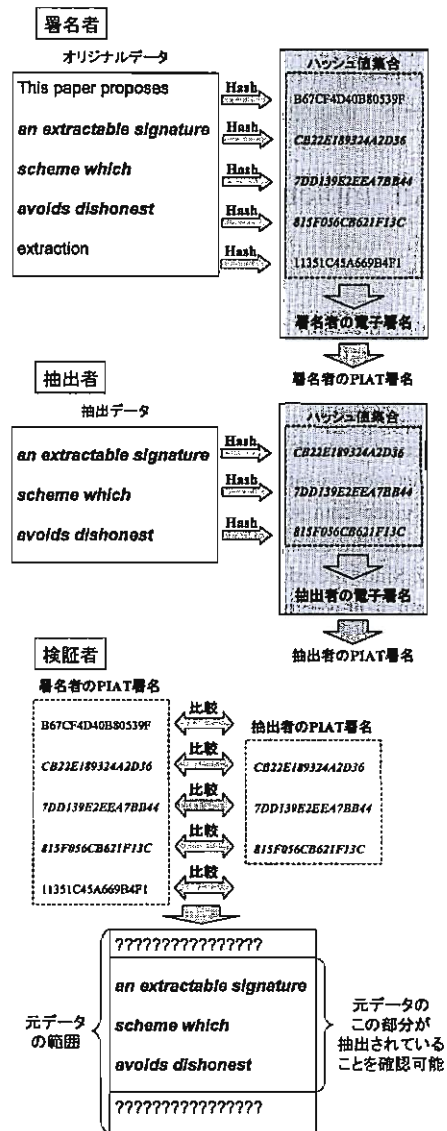 署名者
オリジナルデータ
ハッシュ値集合
This paper proposes
Hash
B67CF4D40B80539F
an extractable signature
Hash
CB22E189324A2D36
scheme which
Hash
7DD139E2EEA7BB44
avoids dishonest
Hash
815F056CB621F13C
extraction
Hash
11351C45A669B4F1
署名者の電子署名
署名者のPIAT署名
抽出者
抽出データ
ハッシュ値集合
an extractable signature
Hash
CB22E189324A2D36
scheme which
Hash
7DD139E2EEA7BB44
avoids dishonest
Hash
815F056CB621F13C
抽出者の電子署名
抽出者のPIAT署名
検証者
署名者のPIAT署名
抽出者のPIAT署名
B67CF4D40B80539F
比較
CB22E189324A2D36
比較
CB22E189324A2D36
7DD139E2EEA7BB44
比較
7DD139E2EEA7BB44
815F056CB621F13C
比較
815F056CB621F13C
11351C45A669B4F1
比較
????????????????
an extractable signature
scheme which
avoids dishonest
????????????????
元データ
の範囲
元データの
この部分が
抽出されている
ことを確認可能